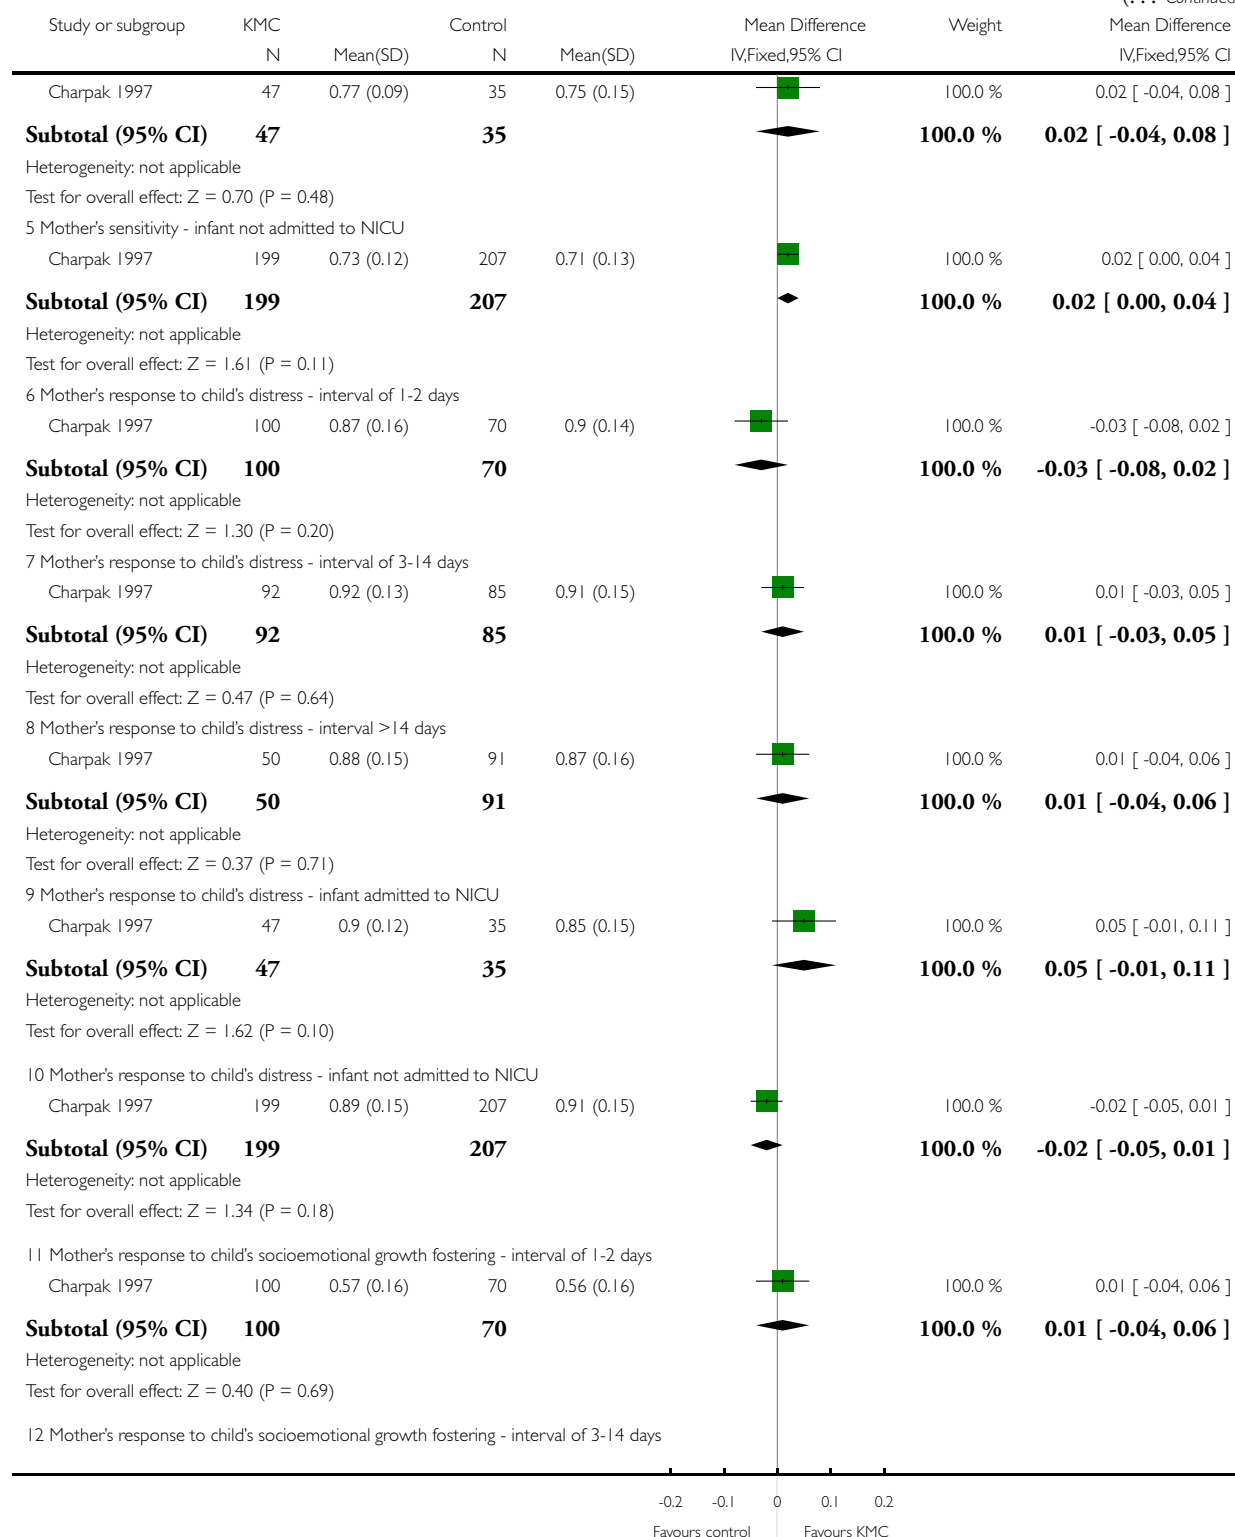 (. . . Continued
Study or subgroup KMC Control Mean Difference Weight Mean Difference
N Mean(SD) N Mean(SD) IV,Fixed,95% CI IV,Fixed,95% CI
Charpak 1997 47 0.77 (0.09) 35 0.75 (0.15) 100.0 % 0.02 [ -0.04, 0.08 ]
Subtotal (95% CI) 47 35 100.0 % 0.02 [ -0.04, 0.08 ]
Heterogeneity: not applicable
Test for overall effect: Z = 0.70 (P = 0.48)
5 Mother's sensitivity - infant not admitted to NICU
Charpak 1997 199 0.73 (0.12) 207 0.71 (0.13) 100.0 % 0.02 [ 0.00, 0.04 ]
Subtotal (95% CI) 199 207 100.0 % 0.02 [ 0.00, 0.04 ]
Heterogeneity: not applicable
Test for overall effect: Z = 1.61 (P = 0.11)
6 Mother's response to child's distress - interval of 1-2 days
Charpak 1997 100 0.87 (0.16) 70 0.9 (0.14) 100.0 % -0.03 [ -0.08, 0.02 ]
Subtotal (95% CI) 100 70 100.0 % -0.03 [ -0.08, 0.02 ]
Heterogeneity: not applicable
Test for overall effect: Z = 1.30 (P = 0.20)
7 Mother's response to child's distress - interval of 3-14 days
Charpak 1997 92 0.92 (0.13) 85 0.91 (0.15) 100.0 % 0.01 [ -0.03, 0.05 ]
Subtotal (95% CI) 92 85 100.0 % 0.01 [ -0.03, 0.05 ]
Heterogeneity: not applicable
Test for overall effect: Z = 0.47 (P = 0.64)
8 Mother's response to child's distress - interval >14 days
Charpak 1997 50 0.88 (0.15) 91 0.87 (0.16) 100.0 % 0.01 [ -0.04, 0.06 ]
Subtotal (95% CI) 50 91 100.0 % 0.01 [ -0.04, 0.06 ]
Heterogeneity: not applicable
Test for overall effect: Z = 0.37 (P = 0.71)
9 Mother's response to child's distress - infant admitted to NICU
Charpak 1997 47 0.9 (0.12) 35 0.85 (0.15) 100.0 % 0.05 [ -0.01, 0.11 ]
Subtotal (95% CI) 47 35 100.0 % 0.05 [ -0.01, 0.11 ]
Heterogeneity: not applicable
Test for overall effect: Z = 1.62 (P = 0.10)
10 Mother's response to child's distress - infant not admitted to NICU
Charpak 1997 199 0.89 (0.15) 207 0.91 (0.15) 100.0 % -0.02 [ -0.05, 0.01 ]
Subtotal (95% CI) 199 207 100.0 % -0.02 [ -0.05, 0.01 ]
Heterogeneity: not applicable
Test for overall effect: Z = 1.34 (P = 0.18)
11 Mother's response to child's socioemotional growth fostering - interval of 1-2 days
Charpak 1997 100 0.57 (0.16) 70 0.56 (0.16) 100.0 % 0.01 [ -0.04, 0.06 ]
Subtotal (95% CI) 100 70 100.0 % 0.01 [ -0.04, 0.06 ]
Heterogeneity: not applicable
Test for overall effect: Z = 0.40 (P = 0.69)
12 Mother's response to child's socioemotional growth fostering - interval of 3-14 days
-0.2 -0.1 0 0.1 0.2
Favours control Favours KMC